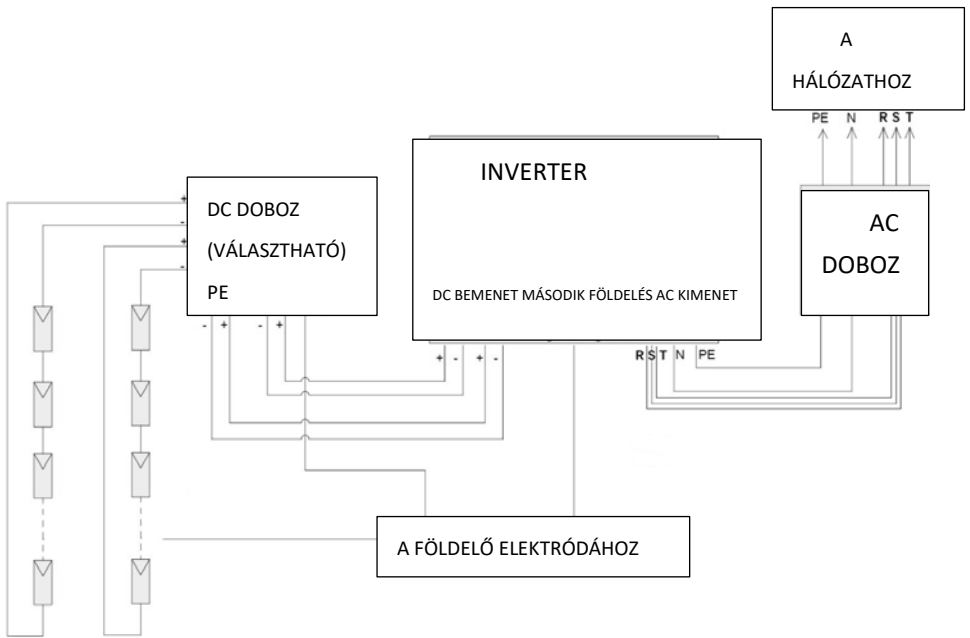 A
HÁLÓZATHOZ
PE N R S T
INVERTER
DC BEMENET MÁSODIK FÖLDELÉS AC KIMENET
DC DOBOZ
(VÁLASZTHATÓ)
PE
+
-
+
-
AC
DOBOZ
- + - +
+ - + -
R S T N PE
A FÖLDELŐ ELEKTRÓDÁHOZ